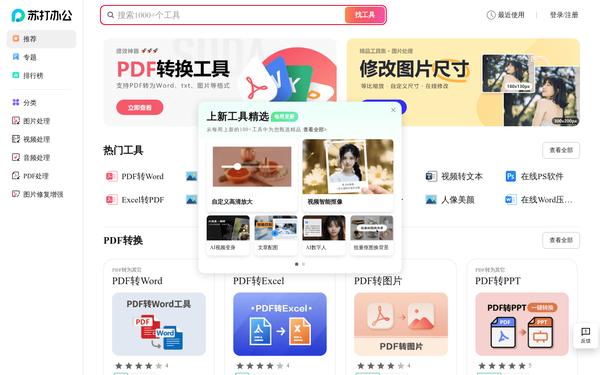 苏打办公
搜索1000+个工具
找工具
最近使用
登录/注册
推荐
专题
排行榜
分类
图片处理
视频处理
音频处理
PDF处理
图片修复增强
绩效神器
PDF转换工具
支持PDF转为Word、txt、图片等格式
立即查看
精品工具集・图片处理
修改图片尺寸
等比缩放 · 自定义尺寸 · 在线修改
180x130px
300x200px
上新工具精选
每周更新
从每周上新的100+工具中为您甄选精品 查看全部>
自定义高清放大
视频智能抠像
AI视频变身
文章配图
AI数字人
批量抠图换背景
热门工具
查看全部
PDF转Word
视频转文本
在线PS软件
Excel转PDF
人像美颜
在线Word压…
PDF转换
查看全部
PDF转为其它
PDF转Word
PDF转Word工具
4
PDF转Excel
•PDF转Excel•
4
PDF转图片
PDF转图片
4
PDF转为其它
PDF转PPT
PDF转PPT 一键转换
5
反馈